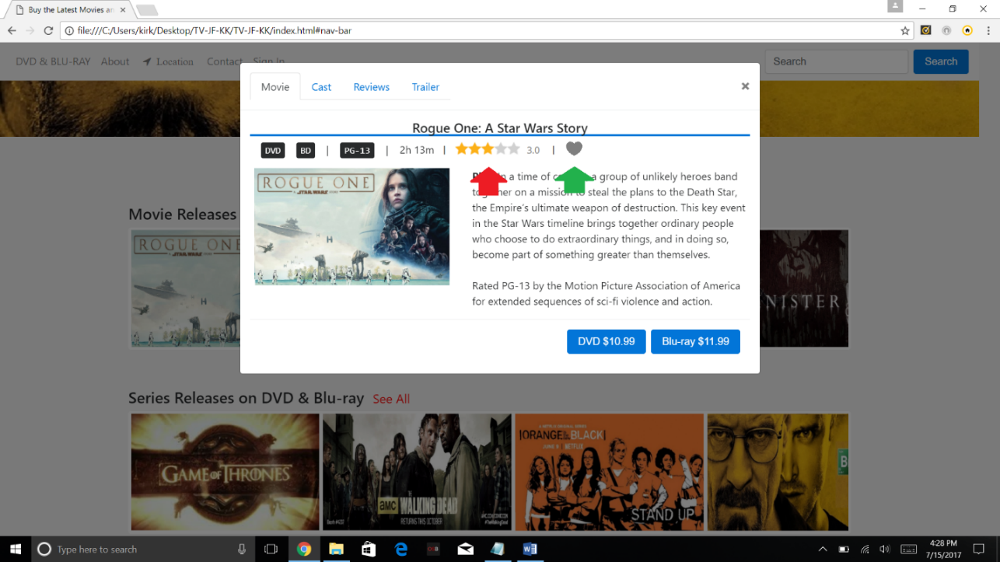 Buy the Latest Movies an
file:///C:/Users/kirk/Desktop/TV-JF-KK/TV-JF-KK/index.html#nav-bar
DVD & BLU-RAY About Location Contact Sign In Search Search
Movie Cast Reviews Trailer ×
Rogue One: A Star Wars Story
DVD BD | PG-13 | 2h 13m | 3.0 |
In a time of a group of unlikely heroes band
together on a mission to steal the plans to the Death Star,
the Empire's ultimate weapon of destruction. This key event
in the Star Wars timeline brings together ordinary people
who choose to do extraordinary things, and in doing so,
become part of something greater than themselves.
Rated PG-13 by the Motion Picture Association of America
for extended sequences of sci-fi violence and action.
ROGUE ONE
A STAR WARS STORY
DVD $10.99 Blu-ray $11.99
Movie Releases
ROGUE ONE
STAR WARS
NISTER
Series Releases on DVD & Blu-ray See All
GAME OF THRONES
THE
amc WALKING DEAD
RETURNS THIS OCTOBER
A NETFLIX ORIGINAL SERIES
ORANGE IS THE NEW BLACK
NETFLIX
STAND UP
B
Type here to search
4:28 PM
7/15/2017